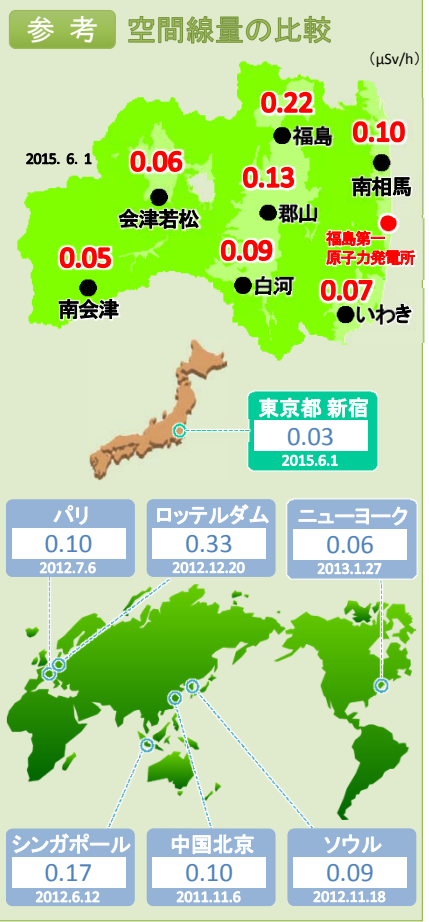 参 考 空間線量の比較
（μSv/h）
2015. 6. 1
0.22
福島
0.10
南相馬
0.06
会津若松
0.13
郡山
福島第一
原子力発電所
0.05
南会津
0.09
白河
0.07
いわき
東京都 新宿
0.03
2015.6.1
パリ
0.10
2012.7.6
ロッテルダム
0.33
2012.12.20
ニューヨーク
0.06
2013.1.27
シンガポール
0.17
2012.6.12
中国北京
0.10
2011.11.6
ソウル
0.09
2012.11.18